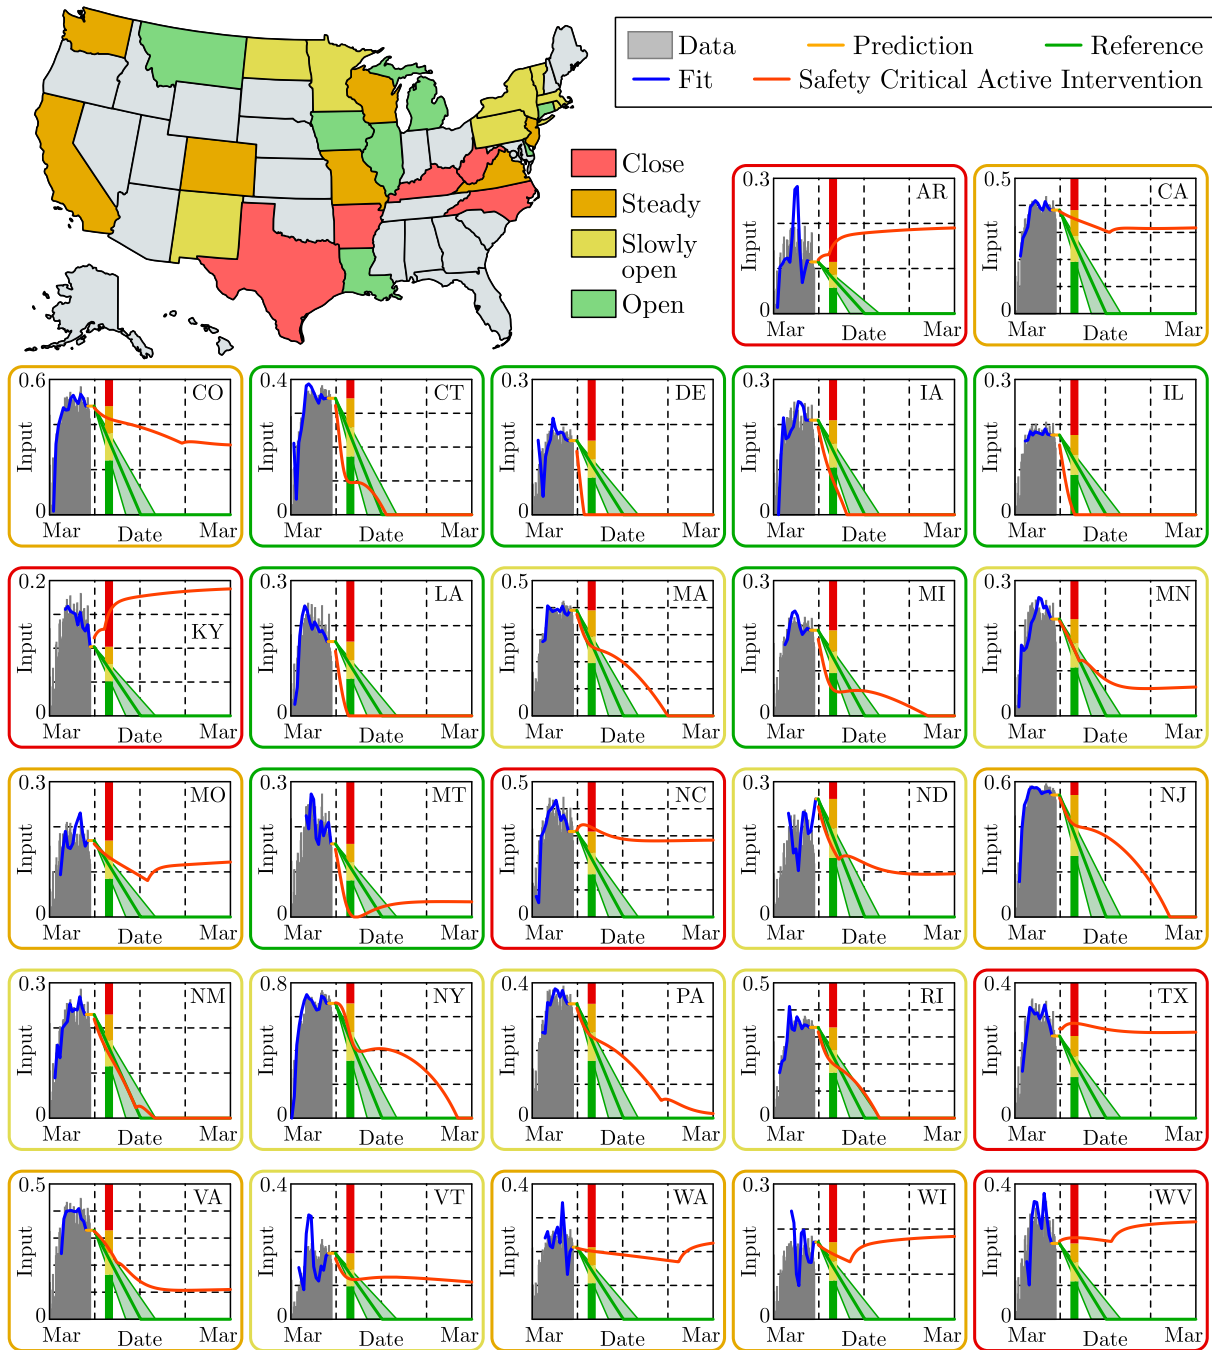 Data
Prediction
Reference
Fit
Safety Critical Active Intervention
Close
Steady
Slowly
open
Open
0.3
AR
Input
0
Mar
Date
Mar
0.5
CA
Input
0
Mar
Date
Mar
0.6
CO
Input
0
Mar
Date
Mar
0.4
CT
Input
0
Mar
Date
Mar
0.3
DE
Input
0
Mar
Date
Mar
0.3
IA
Input
0
Mar
Date
Mar
0.3
IL
Input
0
Mar
Date
Mar
0.2
KY
Input
0
Mar
Date
Mar
0.3
LA
Input
0
Mar
Date
Mar
0.5
MA
Input
0
Mar
Date
Mar
0.3
MI
Input
0
Mar
Date
Mar
0.3
MN
Input
0
Mar
Date
Mar
0.3
MO
Input
0
Mar
Date
Mar
0.3
MT
Input
0
Mar
Date
Mar
0.5
NC
Input
0
Mar
Date
Mar
0.3
ND
Input
0
Mar
Date
Mar
0.6
NJ
Input
0
Mar
Date
Mar
0.3
NM
Input
0
Mar
Date
Mar
0.8
NY
Input
0
Mar
Date
Mar
0.4
PA
Input
0
Mar
Date
Mar
0.5
RI
Input
0
Mar
Date
Mar
0.4
TX
Input
0
Mar
Date
Mar
0.5
VA
Input
0
Mar
Date
Mar
0.4
VT
Input
0
Mar
Date
Mar
0.4
WA
Input
0
Mar
Date
Mar
0.3
WI
Input
0
Mar
Date
Mar
0.4
WV
Input
0
Mar
Date
Mar